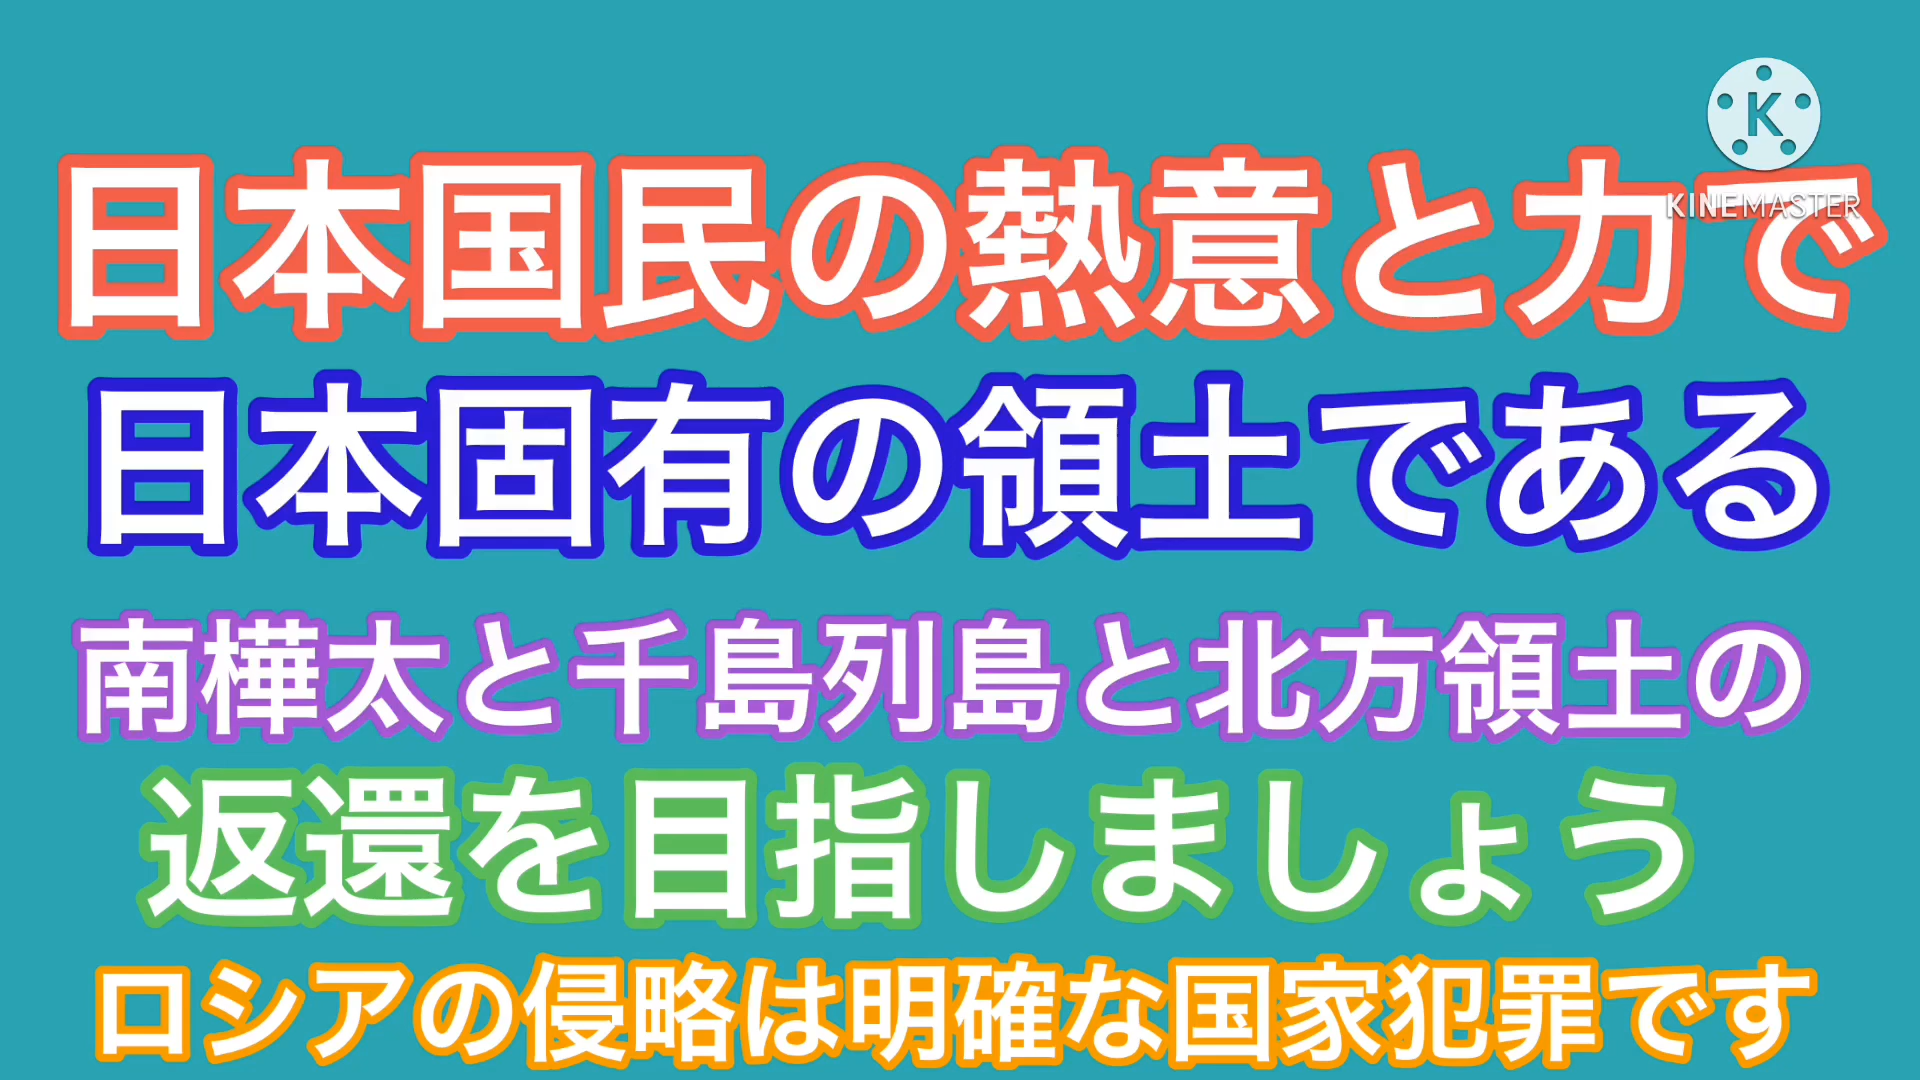 日本国民の熱意と力で
KINEMASTER
日本固有の領土である
南樺太と千島列島と北方領土の
返還を目指しましょう
ロシアの侵略は明確な国家犯罪です